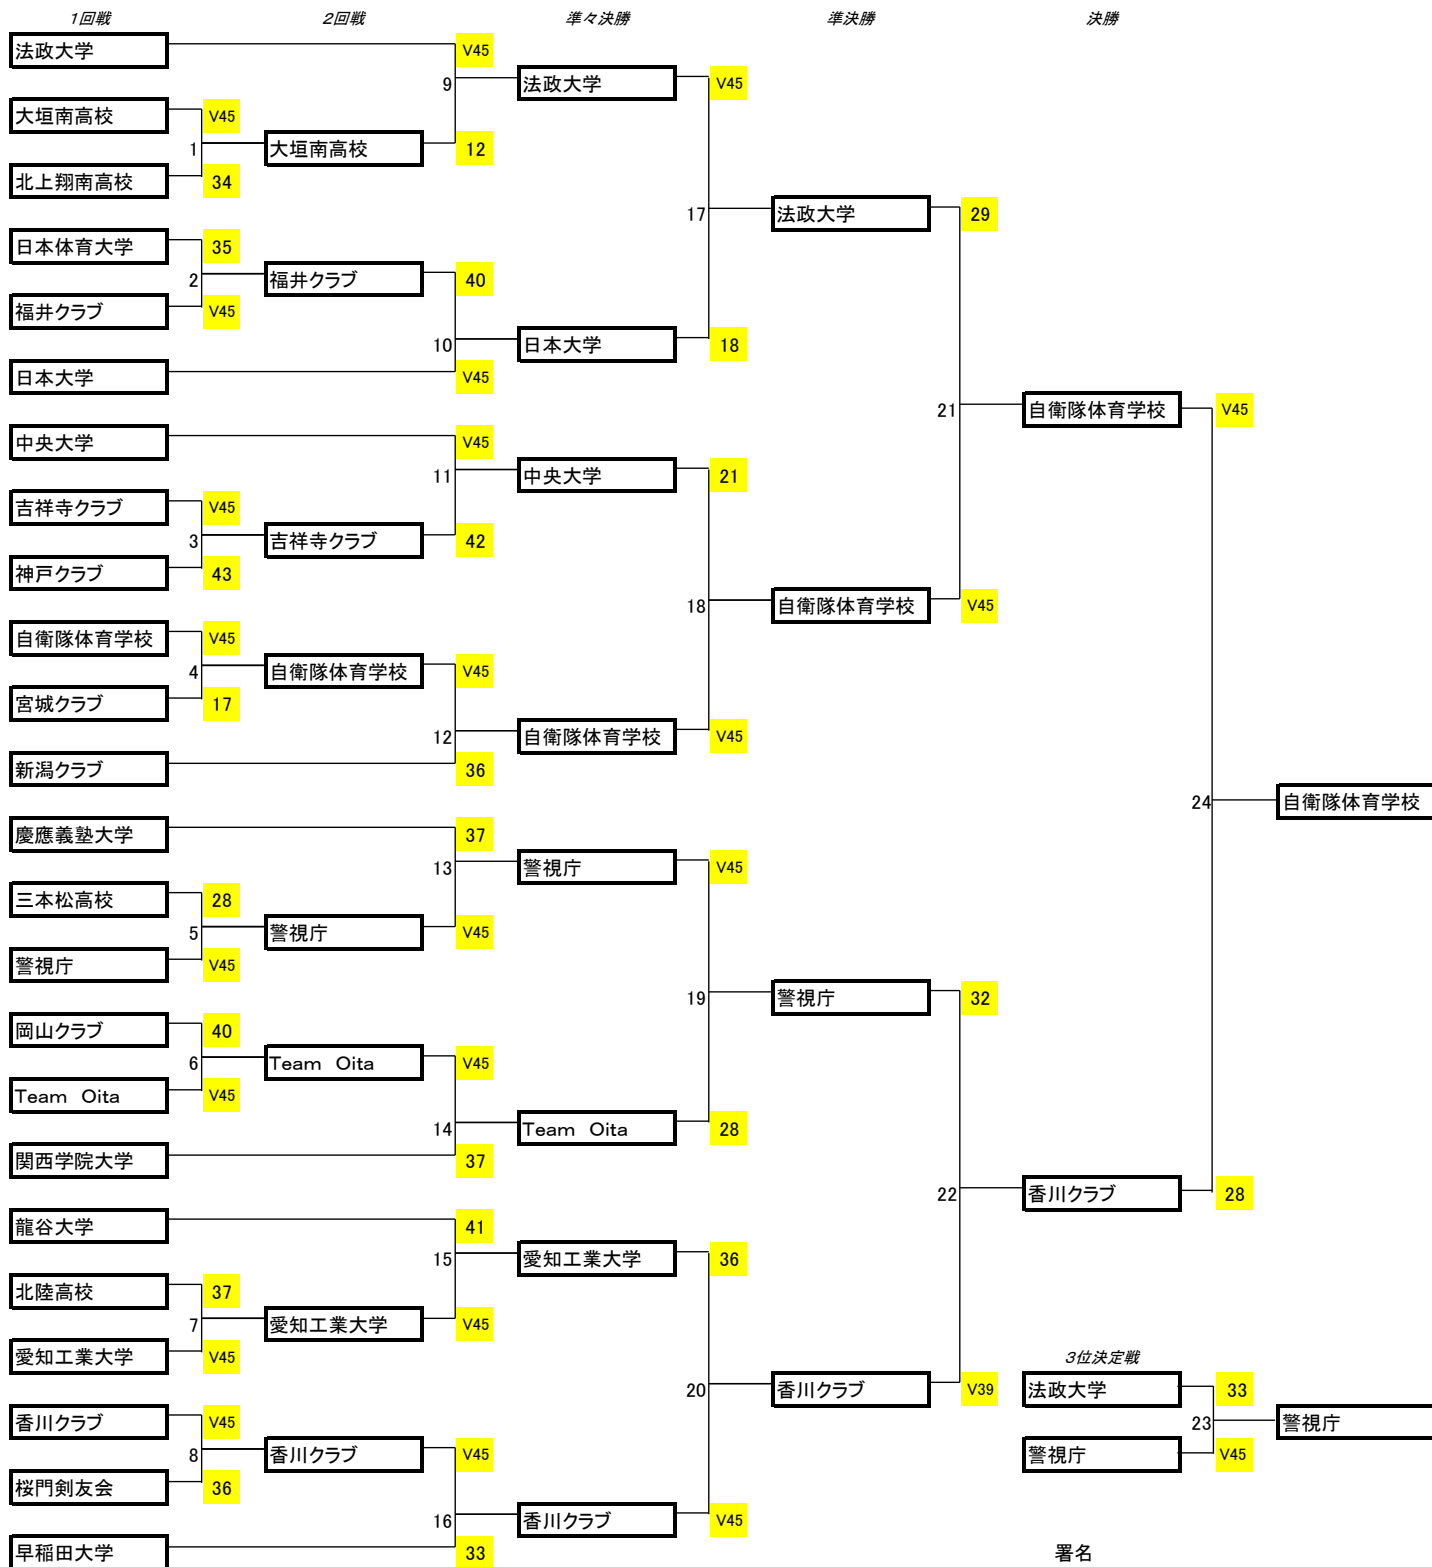 1回戦 2回戦 準々決勝 準決勝 決勝
法政大学 V45
9 法政大学 V45
大垣南高校 V45
1 大垣南高校 12
北上翔南高校 34
17 法政大学 29
日本体育大学 35
2 福井クラブ 40
福井クラブ V45
10 日本大学 18
日本大学 V45
21 自衛隊体育学校 V45
中央大学 V45
11 中央大学 21
吉祥寺クラブ V45
3 吉祥寺クラブ 42
神戸クラブ 43
18 自衛隊体育学校 V45
自衛隊体育学校 V45
4 自衛隊体育学校 V45
宮城クラブ 17
12 自衛隊体育学校 V45
新潟クラブ 36
24 自衛隊体育学校
慶應義塾大学 37
13 警視庁 V45
三本松高校 28
5 警視庁 V45
警視庁 V45
19 警視庁 32
岡山クラブ 40
6 Team Oita V45
Team Oita V45
14 Team Oita 28
関西学院大学 37
22 香川クラブ 28
龍谷大学 41
15 愛知工業大学 36
北陸高校 37
7 愛知工業大学 V45
愛知工業大学 V45
3位決定戦
20 香川クラブ V39
法政大学 33
香川クラブ V45
23 警視庁
8 香川クラブ V45
警視庁 V45
桜門剣友会 36
16 香川クラブ V45
早稲田大学 33
署名